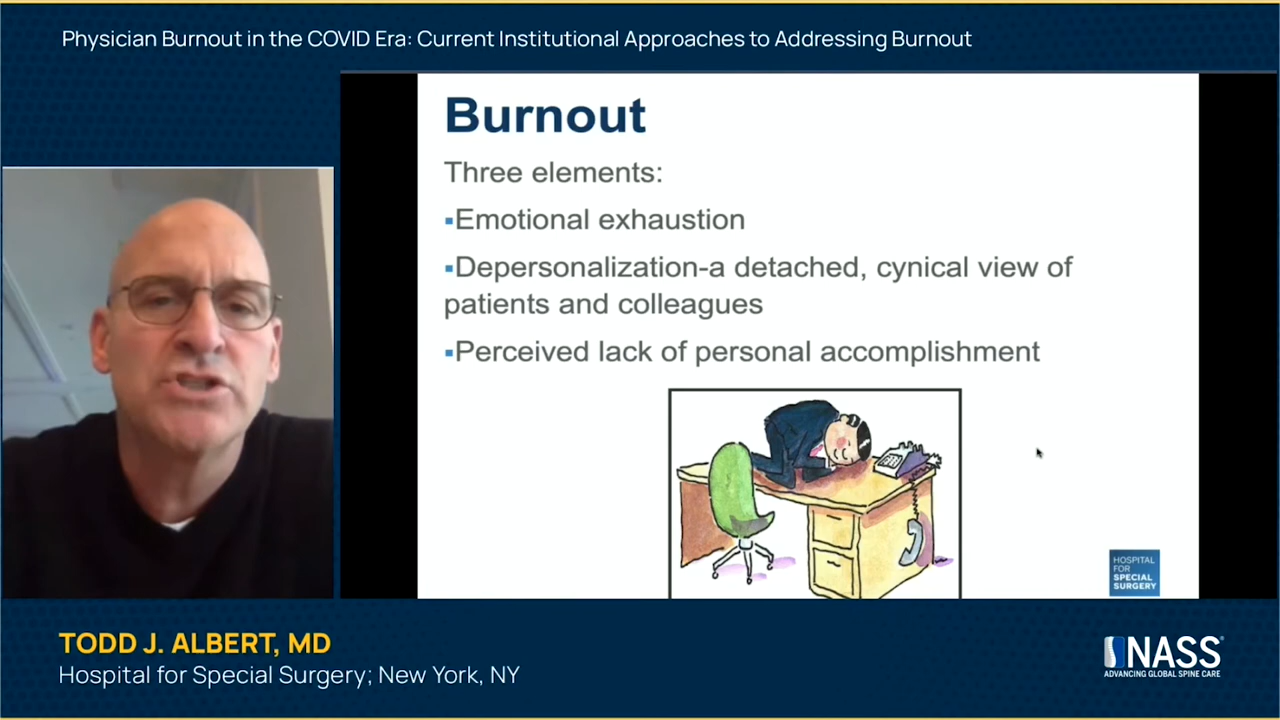 Physician Burnout in the COVID Era: Current Institutional Approaches to Addressing Burnout
Burnout
Three elements:
▪Emotional exhaustion
▪Depersonalization-a detached, cynical view of
patients and colleagues
▪Perceived lack of personal accomplishment
HOSPITAL
FOR
SPECIAL
SURGERY
TODD J. ALBERT, MD
Hospital for Special Surgery; New York, NY
NASS
ADVANCING GLOBAL SPINE CARE